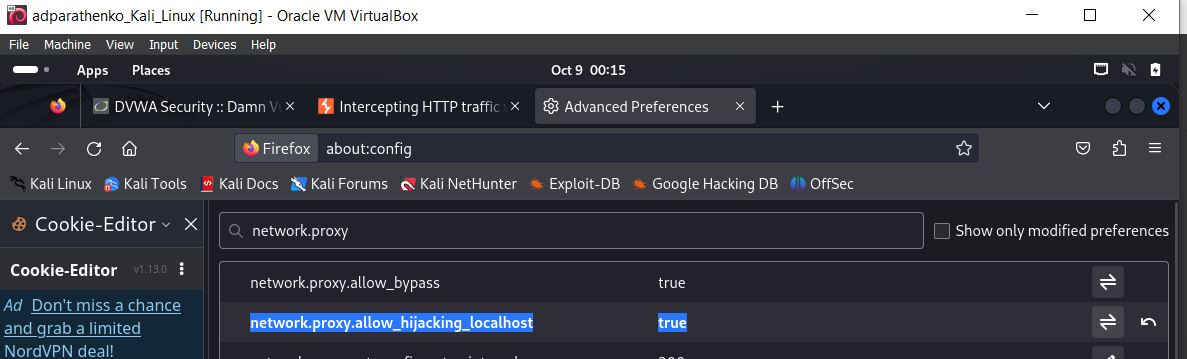 adparathenko_Kali_Linux [Running] - Oracle VM VirtualBox
File Machine View Input Devices Help
Apps Places Oct 9 00:15
DVWA Security :: Damn Vu Intercepting HTTP traffic Advanced Preferences
Firefox about:config
Kali Linux Kali Tools Kali Docs Kali Forums Kali NetHunter Exploit-DB Google Hacking DB OffSec
Cookie-Editor
network.proxy Show only modified preferences
Cookie-Editor v1.13.0
network.proxy.allow_bypass true
Ad Don't miss a chance
and grab a limited
NordVPN deal!
network.proxy.allow_hijacking_localhost true